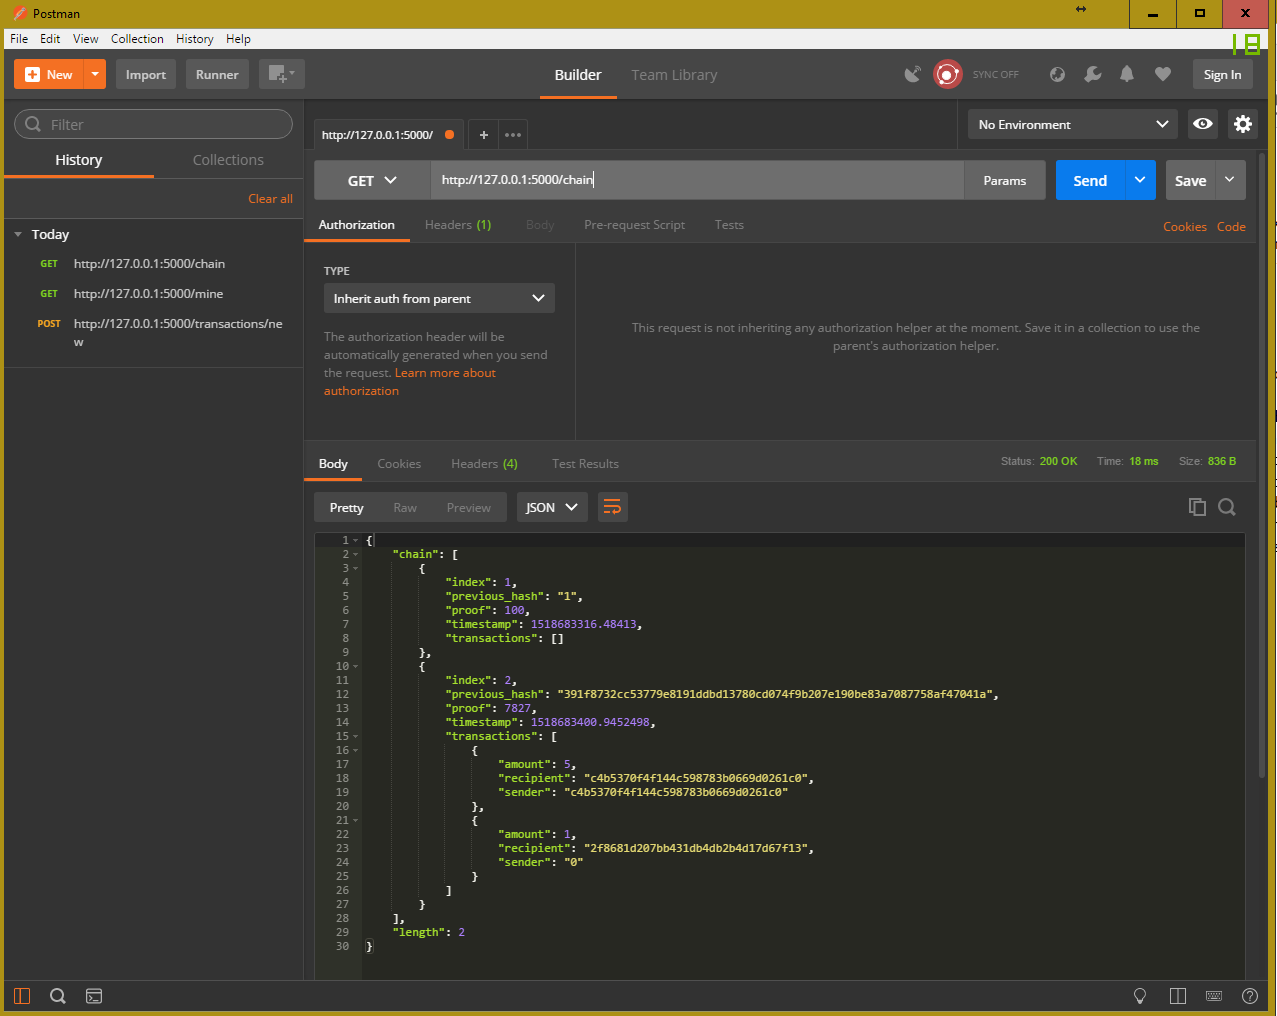 Postman
File Edit View Collection History Help
18
New Import Runner Builder Team Library SYNC OFF Sign In
Filter
History Collections
Clear all
Today
GET http://127.0.0.1:5000/chain
GET http://127.0.0.1:5000/mine
POST http://127.0.0.1:5000/transactions/ne
w
http://127.0.0.1:5000/ + ••• No Environment
GET http://127.0.0.1:5000/chain Params Send Save
Authorization Headers (1) Body Pre-request Script Tests Cookies Code
TYPE
Inherit auth from parent
The authorization header will be
automatically generated when you send
the request. Learn more about
authorization
This request is not inheriting any authorization helper at the moment. Save it in a collection to use the
parent's authorization helper.
Body Cookies Headers (4) Test Results Status: 200 OK Time: 18 ms Size: 836 B
Pretty Raw Preview JSON
1 {
2 "chain": [
3 {
4 "index": 1,
5 "previous_hash": "1",
6 "proof": 100,
7 "timestamp": 1518683316.48413,
8 "transactions": []
9 },
10 {
11 "index": 2,
12 "previous_hash": "391f8732cc53779e8191ddbd13780cd074f9b207e190be83a7087758af47041a",
13 "proof": 7827,
14 "timestamp": 1518683400.9452498,
15 "transactions": [
16 {
17 "amount": 5,
18 "recipient": "c4b5370f4f144c598783b0669d0261c0",
19 "sender": "c4b5370f4f144c598783b0669d0261c0"
20 },
21 {
22 "amount": 1,
23 "recipient": "2f8681d207bb431db4db2b4d17d67f13",
24 "sender": "0"
25 }
26 ]
27 }
28 ],
29 "length": 2
30 }